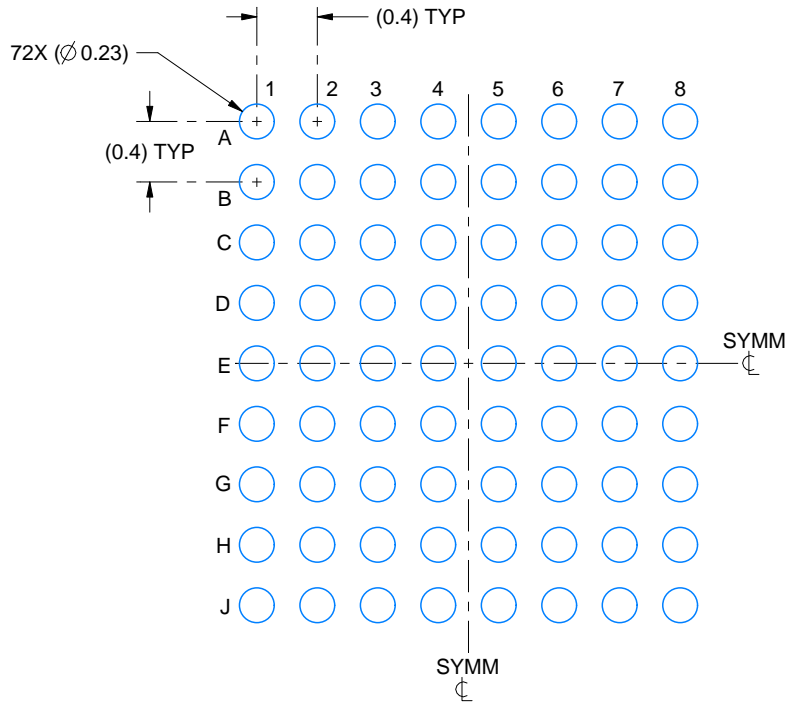 (0.4) TYP
72X (∅ 0.23)
1 2 3 4 5 6 7 8
A
(0.4) TYP
B
C
D
SYMM
℄
E
F
G
H
J
SYMM
℄